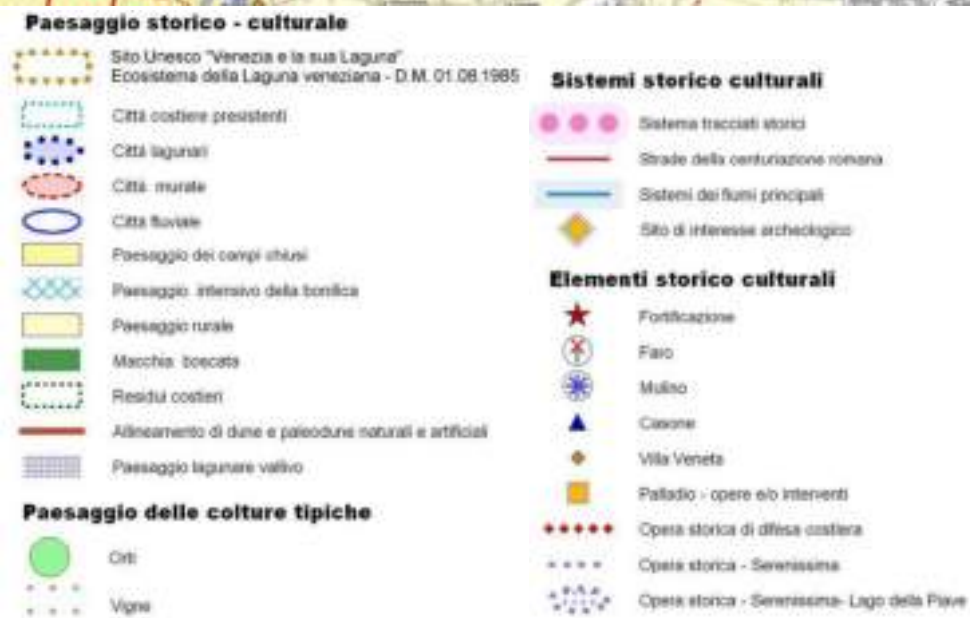 Paesaggio storico - culturale
Sito Unesco "Venezia e la sua Laguna"
Ecosistema della Laguna veneziana - D.M. 01.08.1985
Città costiere presistenti
Città lagunari
Città murate
Città fluviale
Paesaggio dei campi chiusi
Paesaggio intensivo della bonifica
Paesaggio rurale
Macchia boscata
Residui costieri
Allineamento di dune e paleodune naturali e artificiali
Paesaggio lagunare vallivo
Paesaggio delle colture tipiche
Orti
Vigne
Sistemi storico culturali
Sistema tracciati storici
Strade della centuriazione romana
Sistemi dei fiumi principali
Sito di interesse archeologico
Elementi storico culturali
Fortificazione
Faro
Mulino
Casone
Villa Veneta
Palladio - opere e/o interventi
Opera storica di difesa costiera
Opera storica - Serenissima
Opera storica - Serenissima- Lago della Piave